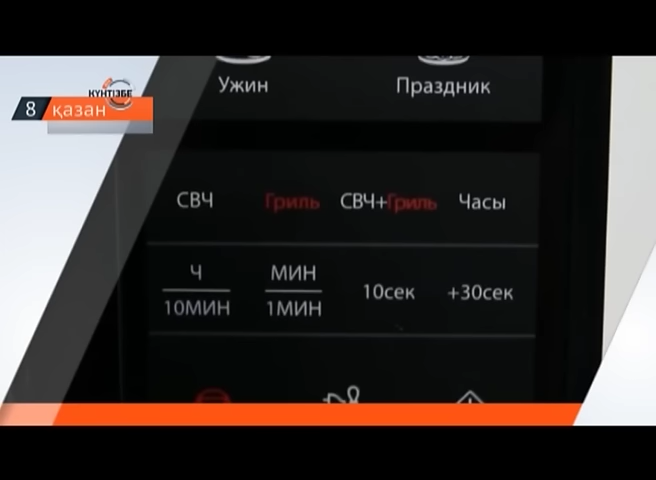 КҮНТІЗБЕ
8 қазан
Ужин Праздник
СВЧ Гриль СВЧ+Гриль Часы
Ч МИН 10сек +30сек
10МИН 1МИН